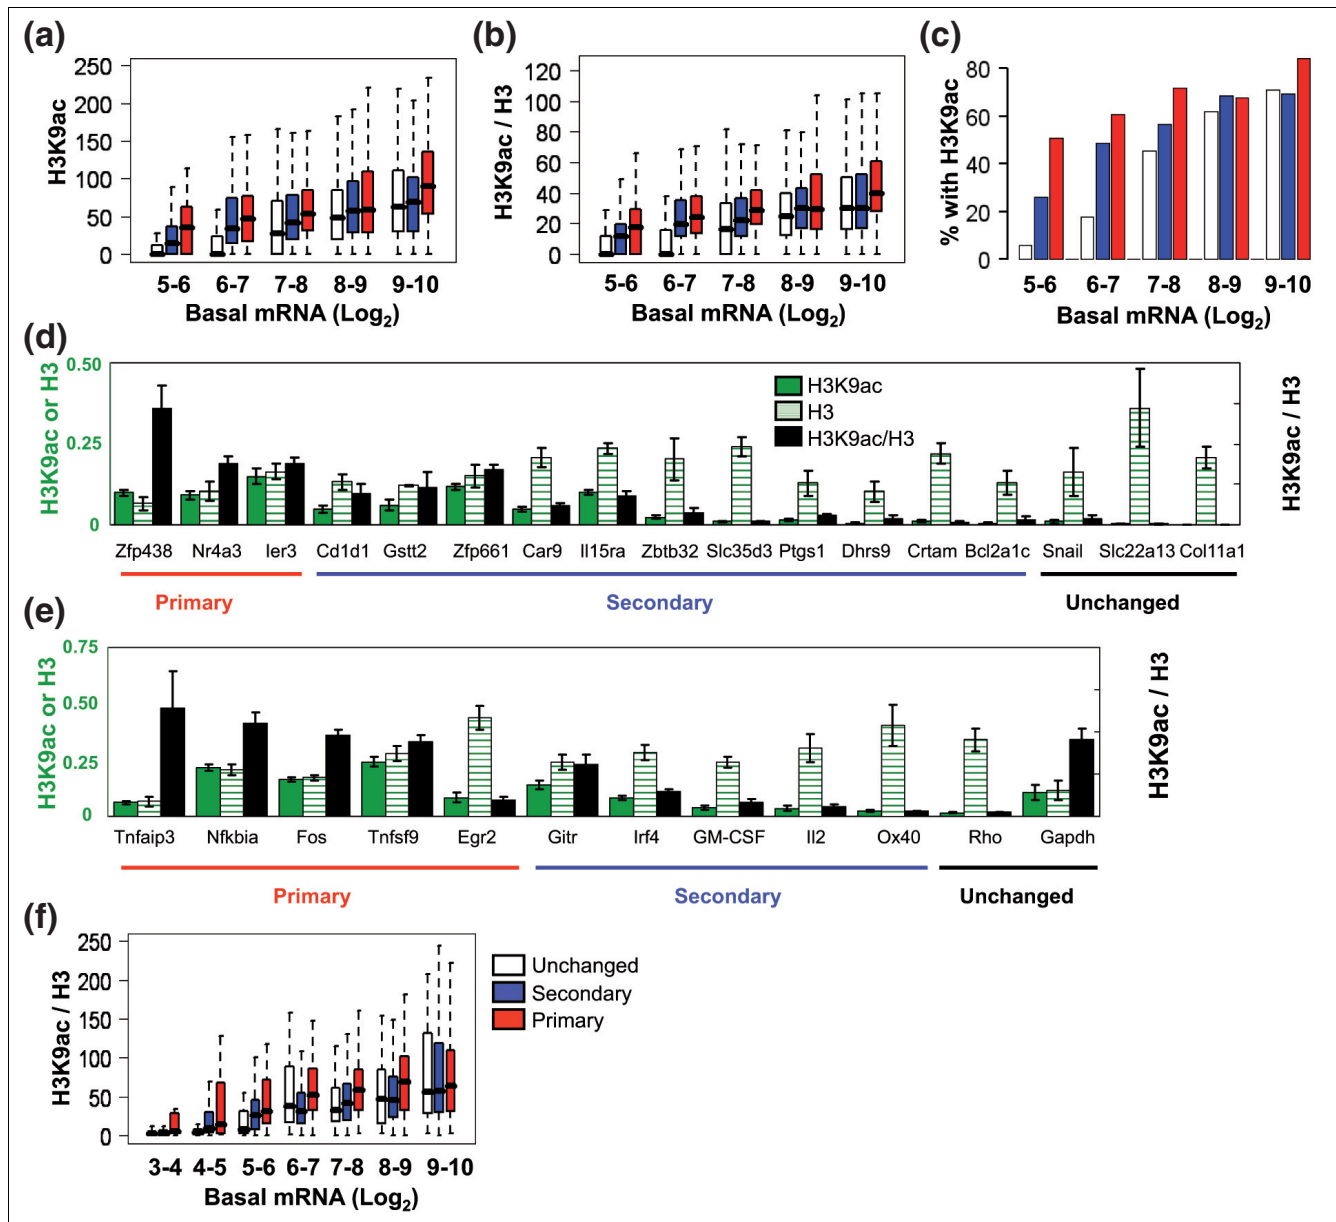 (a)
H3K9ac
250
200
150
100
50
0
5-6 6-7 7-8 8-9 9-10
Basal mRNA (Log2)
(b)
H3K9ac / H3
120
100
80
60
40
20
0
5-6 6-7 7-8 8-9 9-10
Basal mRNA (Log2)
(c)
% with H3K9ac
80
60
40
20
0
5-6 6-7 7-8 8-9 9-10
Basal mRNA (Log2)
(d)
H3K9ac or H3
0.50
0.25
0
H3K9ac
H3
H3K9ac/H3
H3K9ac / H3
Zfp438 Nr4a3 Ier3 Cd1d1 Gstt2 Zfp661 Car9 Il15ra Zbtb32 Slc35d3 Ptgs1 Dhrs9 Crtam Bcl2a1c Snail Slc22a13 Col11a1
Primary Secondary Unchanged
(e)
H3K9ac or H3
0.75
0.50
0.25
0
H3K9ac / H3
Tnfaip3 Nfkbia Fos Tnfsf9 Egr2 Gitr Irf4 GM-CSF Il2 Ox40 Rho Gapdh
Primary Secondary Unchanged
(f)
H3K9ac / H3
250
200
150
100
50
0
3-4 4-5 5-6 6-7 7-8 8-9 9-10
Basal mRNA (Log2)
Unchanged
Secondary
Primary